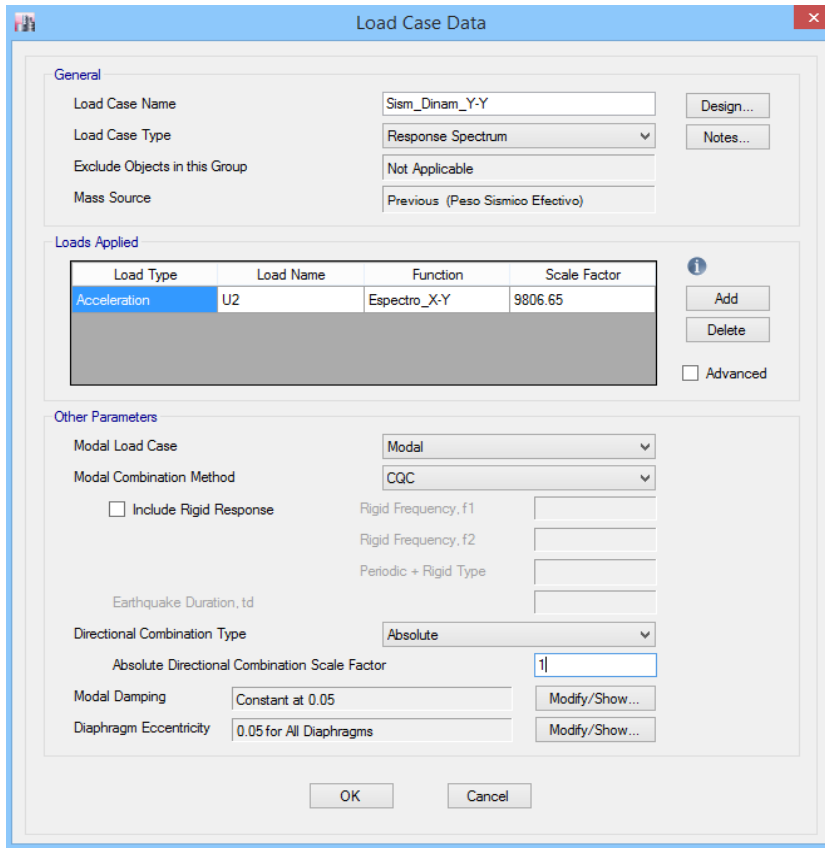 Load Case Data
General
Load Case Name Sism_Dinam_Y-Y Design...
Load Case Type Response Spectrum Notes...
Exclude Objects in this Group Not Applicable
Mass Source Previous (Peso Sismico Efectivo)
Loads Applied
Load Type Load Name Function Scale Factor
Acceleration U2 Espectro_X-Y 9806.65
Add
Delete
Advanced
Other Parameters
Modal Load Case Modal
Modal Combination Method CQC
Include Rigid Response Rigid Frequency, f1
Rigid Frequency, f2
Periodic + Rigid Type
Earthquake Duration, td
Directional Combination Type Absolute
Absolute Directional Combination Scale Factor 1
Modal Damping Constant at 0.05 Modify/Show...
Diaphragm Eccentricity 0.05 for All Diaphragms Modify/Show...
OK Cancel